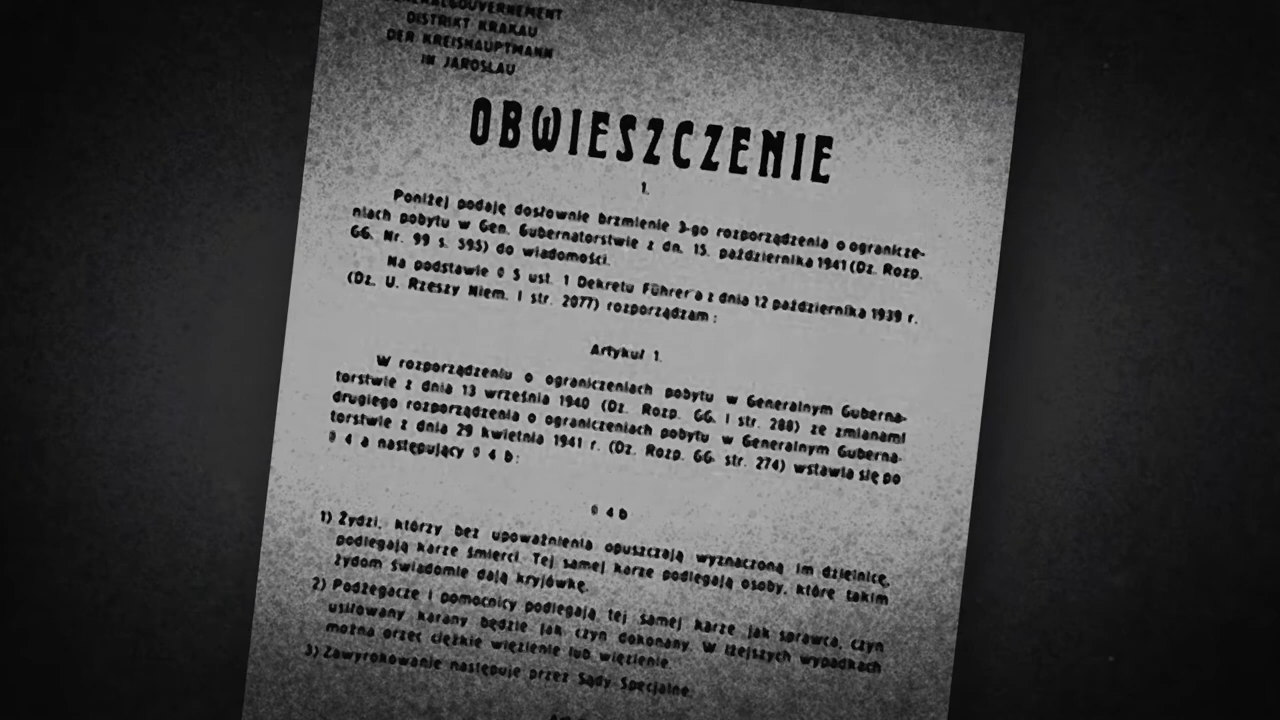 DISTRIKT KRAKAU
DER KREISHAUPTMANN
IN JAROSLAU
OBWIESZCZENIE
1.
Poniżej podaję dosłownie brzmienie 3-go rozporządzenia o ogranicze-
niach pobytu w Gen. Gubernatorstwie z dn. 15. października 1941 (Dz. Rozp.
GG. Nr. 99 s. 595) do wiadomości.
Na podstawie § 5 ust. 1 Dekretu Führer'a z dnia 12 października 1939 r.
(Dz. U. Rzeszy Niem. I str. 2077) rozporządzam:
Artykuł 1.
W rozporządzeniu o ograniczeniach pobytu w Generalnym Guberna-
torstwie z dnia 13 września 1940 (Dz. Rozp. GG. I str. 288) ze zmianami
drugiego rozporządzenia o ograniczeniach pobytu w Generalnym Guberna-
torstwie z dnia 29 kwietnia 1941 r. (Dz. Rozp. GG. str. 274) wstawia się po
§ 4 a następujący § 4 b:
§ 4 b
1) Żydzi, którzy bez upoważnienia opuszczają wyznaczoną im dzielnicę,
podlegają karze śmierci. Tej samej karze podlegają osoby, które takim
żydom świadomie dają kryjówkę.
2) Podżegacze i pomocnicy podlegają tej samej karze jak sprawca, czyn
usiłowany karany będzie jak czyn dokonany. W lżejszych wypadkach
można orzec ciężkie więzienie lub więzienie.
3) Zawyrokowanie następuje przez Sądy Specjalne.